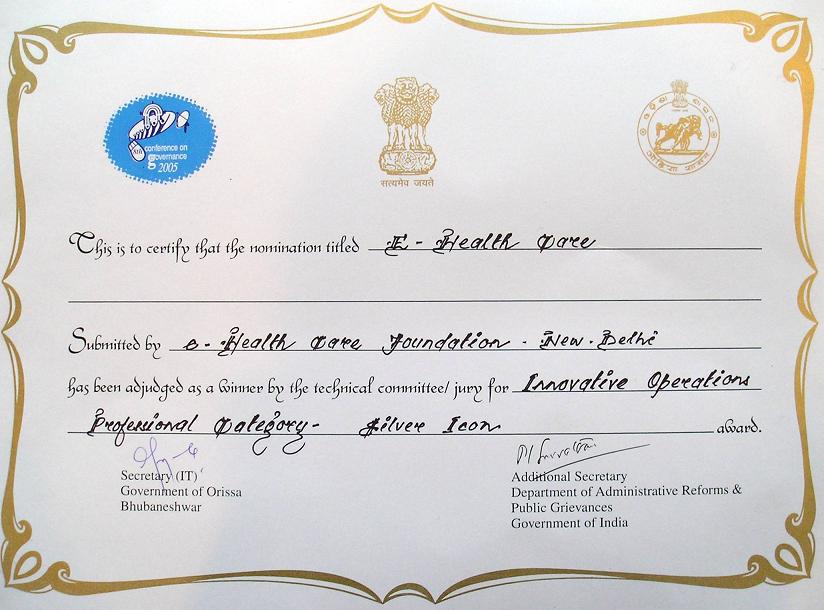 conference on
governance
2005
सत्यमेव जयते
This is to certify that the nomination titled E - Health Care
Submitted by e - Health Care Foundation - New - Delhi
has been adjudged as a winner by the technical committee/ jury for Innovative Operations
Professional Category - Silver Icon award.
Secretary (IT)
Government of Orissa
Bhubaneshwar
Additional Secretary
Department of Administrative Reforms &
Public Grievances
Government of India